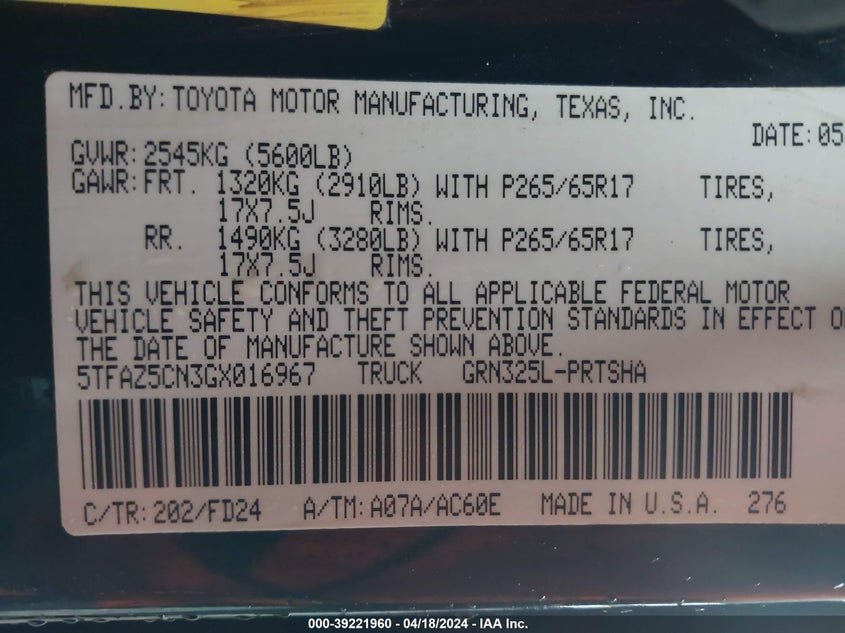 MFD.BY: TOYOTA MOTOR MANUFACTURING, TEXAS, INC.
DATE: 05
GVWR: 2545KG (5600LB)
GAWR: FRT. 1320KG (2910LB) WITH P265/65R17 TIRES,
17X7.5J RIMS.
RR. 1490KG (3280LB) WITH P265/65R17 TIRES,
17X7.5J RIMS.
THIS VEHICLE CONFORMS TO ALL APPLICABLE FEDERAL MOTOR
VEHICLE SAFETY AND THEFT PREVENTION STANDARDS IN EFFECT
THE DATE OF MANUFACTURE SHOWN ABOVE.
5TFAZ5CN3GX016967 TRUCK GRN325L-PRTSHA
C/TR: 202/FD24 A/TM: A07A/AC60E MADE IN U.S.A. 276
000-39221960 - 04/18/2024 - IAA Inc.